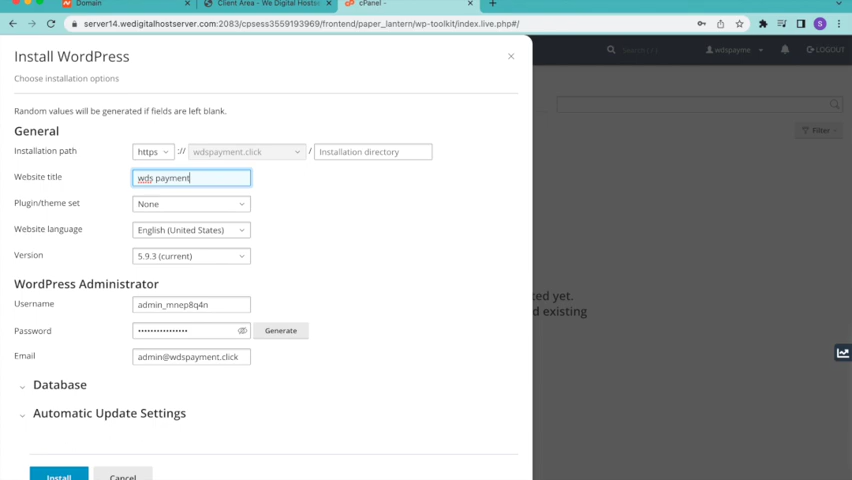 Domain
Client Area - We Digital Hosts
cPanel -
server14.wedigitalhostserver.com:2083/cpsess3559193969/frontend/paper_lantern/wp-toolkit/index.live.php#/
S
Install WordPress
Choose installation options
Search ( / )
wdspayme
LOGOUT
Random values will be generated if fields are left blank.
General
Filter
Installation path
https
://
wdspayment.click
/
Installation directory
Website title
wds payment
Plugin/theme set
None
Website language
English (United States)
Version
5.9.3 (current)
WordPress Administrator
ed yet.
d existing
Username
admin_mnep8q4n
Password
••••••••••••••••
Generate
Email
admin@wdspayment.click
Database
Automatic Update Settings
Install
Cancel